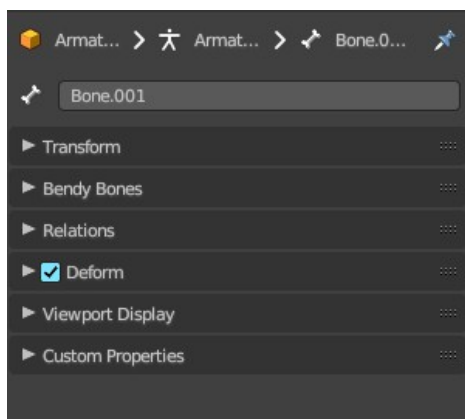 Armat... Armat... Bone.0...
Bone.001
Transform
Bendy Bones
Relations
Deform
Viewport Display
Custom Properties